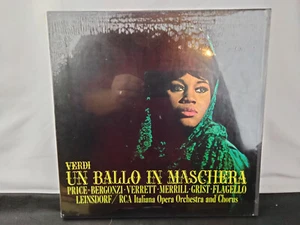 VERDI
UN BALLO IN MASCHERA
PRICE·BERGONZI·VERRETT·MERRILL·GRIST·FLAGELLO
LEINSDORF/RCA Italiana Opera Orchestra and Chorus